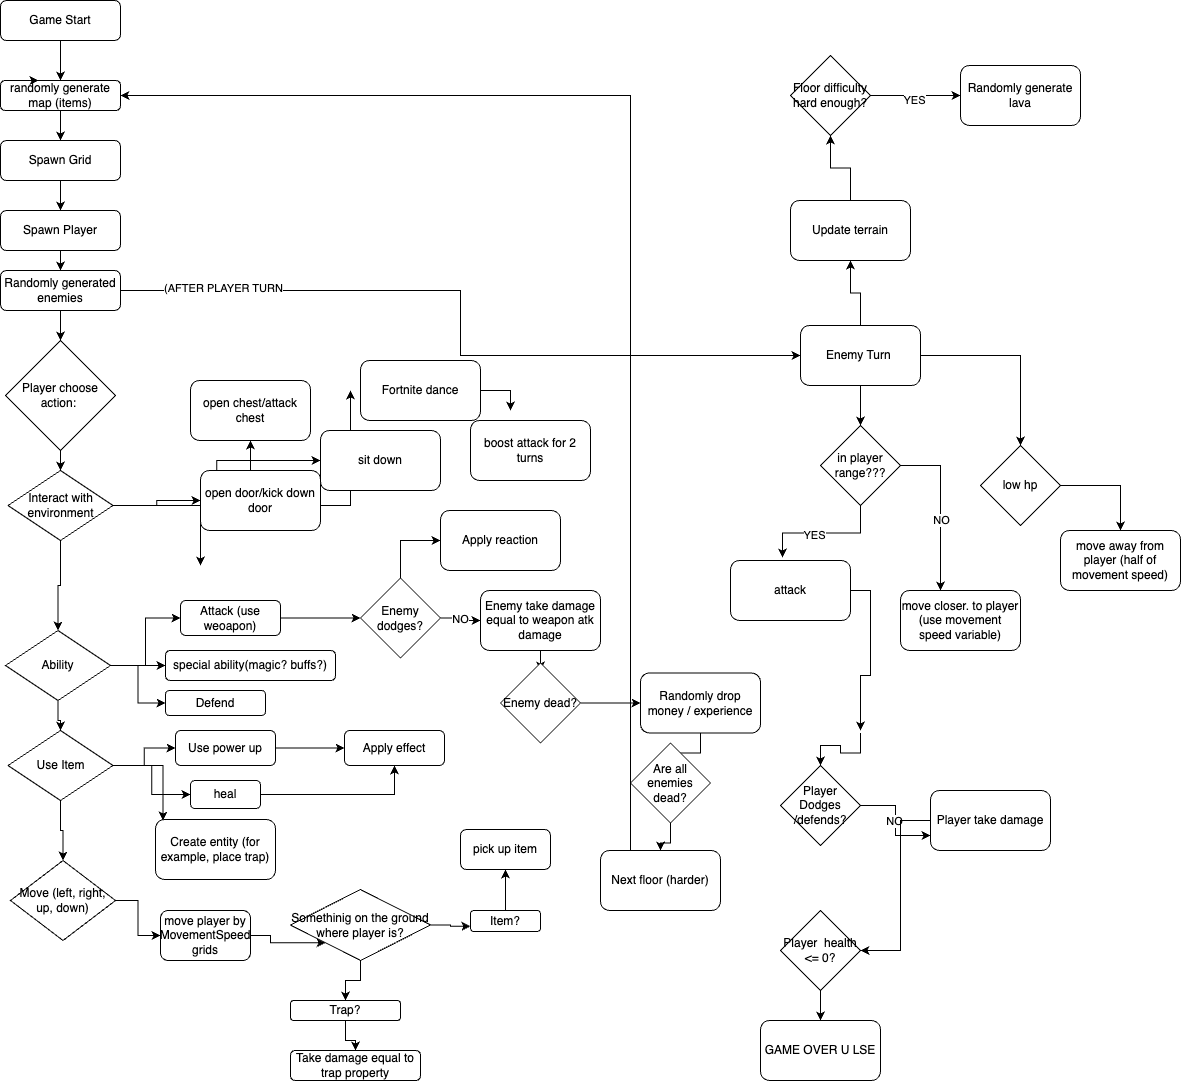 Game Start
randomly generate
map (items)
Spawn Grid
Spawn Player
Randomly generated
enemies
(AFTER PLAYER TURN
Player choose
action:
Interact with
environment
open chest/attack
chest
open door/kick down
door
sit down
Fortnite dance
boost attack for 2
turns
Ability
Attack (use
weoapon)
special ability(magic? buffs?)
Defend
Enemy
dodges?
Apply reaction
NO
Enemy take damage
equal to weapon atk
damage
Enemy dead?
Randomly drop
money / experience
Are all
enemies
dead?
Next floor (harder)
Use Item
Use power up
Apply effect
heal
Create entity (for
example, place trap)
Move (left, right,
up, down)
move player by
MovementSpeed
grids
Somethinig on the ground
where player is?
Item?
pick up item
Trap?
Take damage equal to
trap property
Floor difficulty
hard enough?
YES
Randomly generate
lava
Update terrain
Enemy Turn
in player
range???
YES
NO
attack
move closer. to player
(use movement
speed variable)
low hp
move away from
player (half of
movement speed)
Player
Dodges
/defends?
NO
Player take damage
Player  health
<= 0?
GAME OVER U LSE